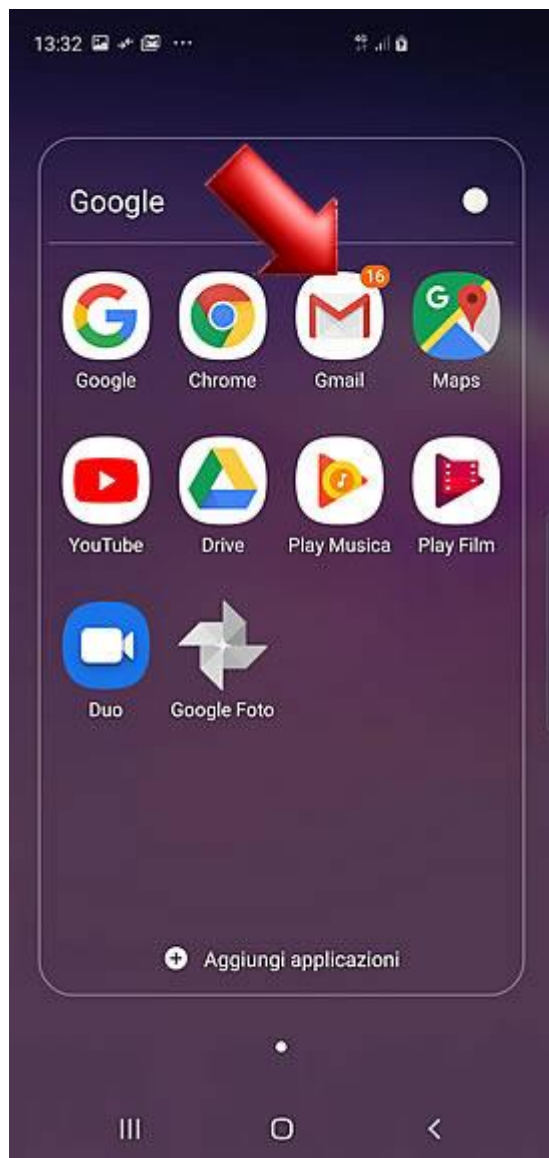 13:32
4G
Google
16
Google Chrome Gmail Maps
YouTube Drive Play Musica Play Film
Duo Google Foto
Aggiungi applicazioni